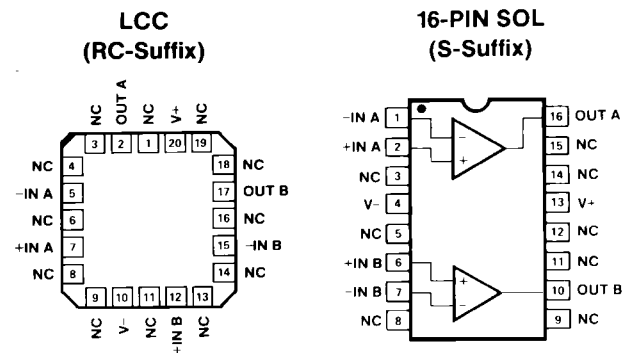 LCC
(RC-Suffix)
NC
OUT A
NC
V+
NC
3
2
1
20
19
NC 4
18 NC
-IN A 5
17 OUT B
NC 6
16 NC
+IN A 7
15 -IN B
NC 8
14 NC
9
10
11
12
13
NC
V-
NC
+IN B
NC
16-PIN SOL
(S-Suffix)
-IN A 1
16 OUT A
+IN A 2
15 NC
NC 3
14 NC
V- 4
13 V+
NC 5
12 NC
+IN B 6
11 NC
-IN B 7
10 OUT B
NC 8
9 NC
-
+
+
-